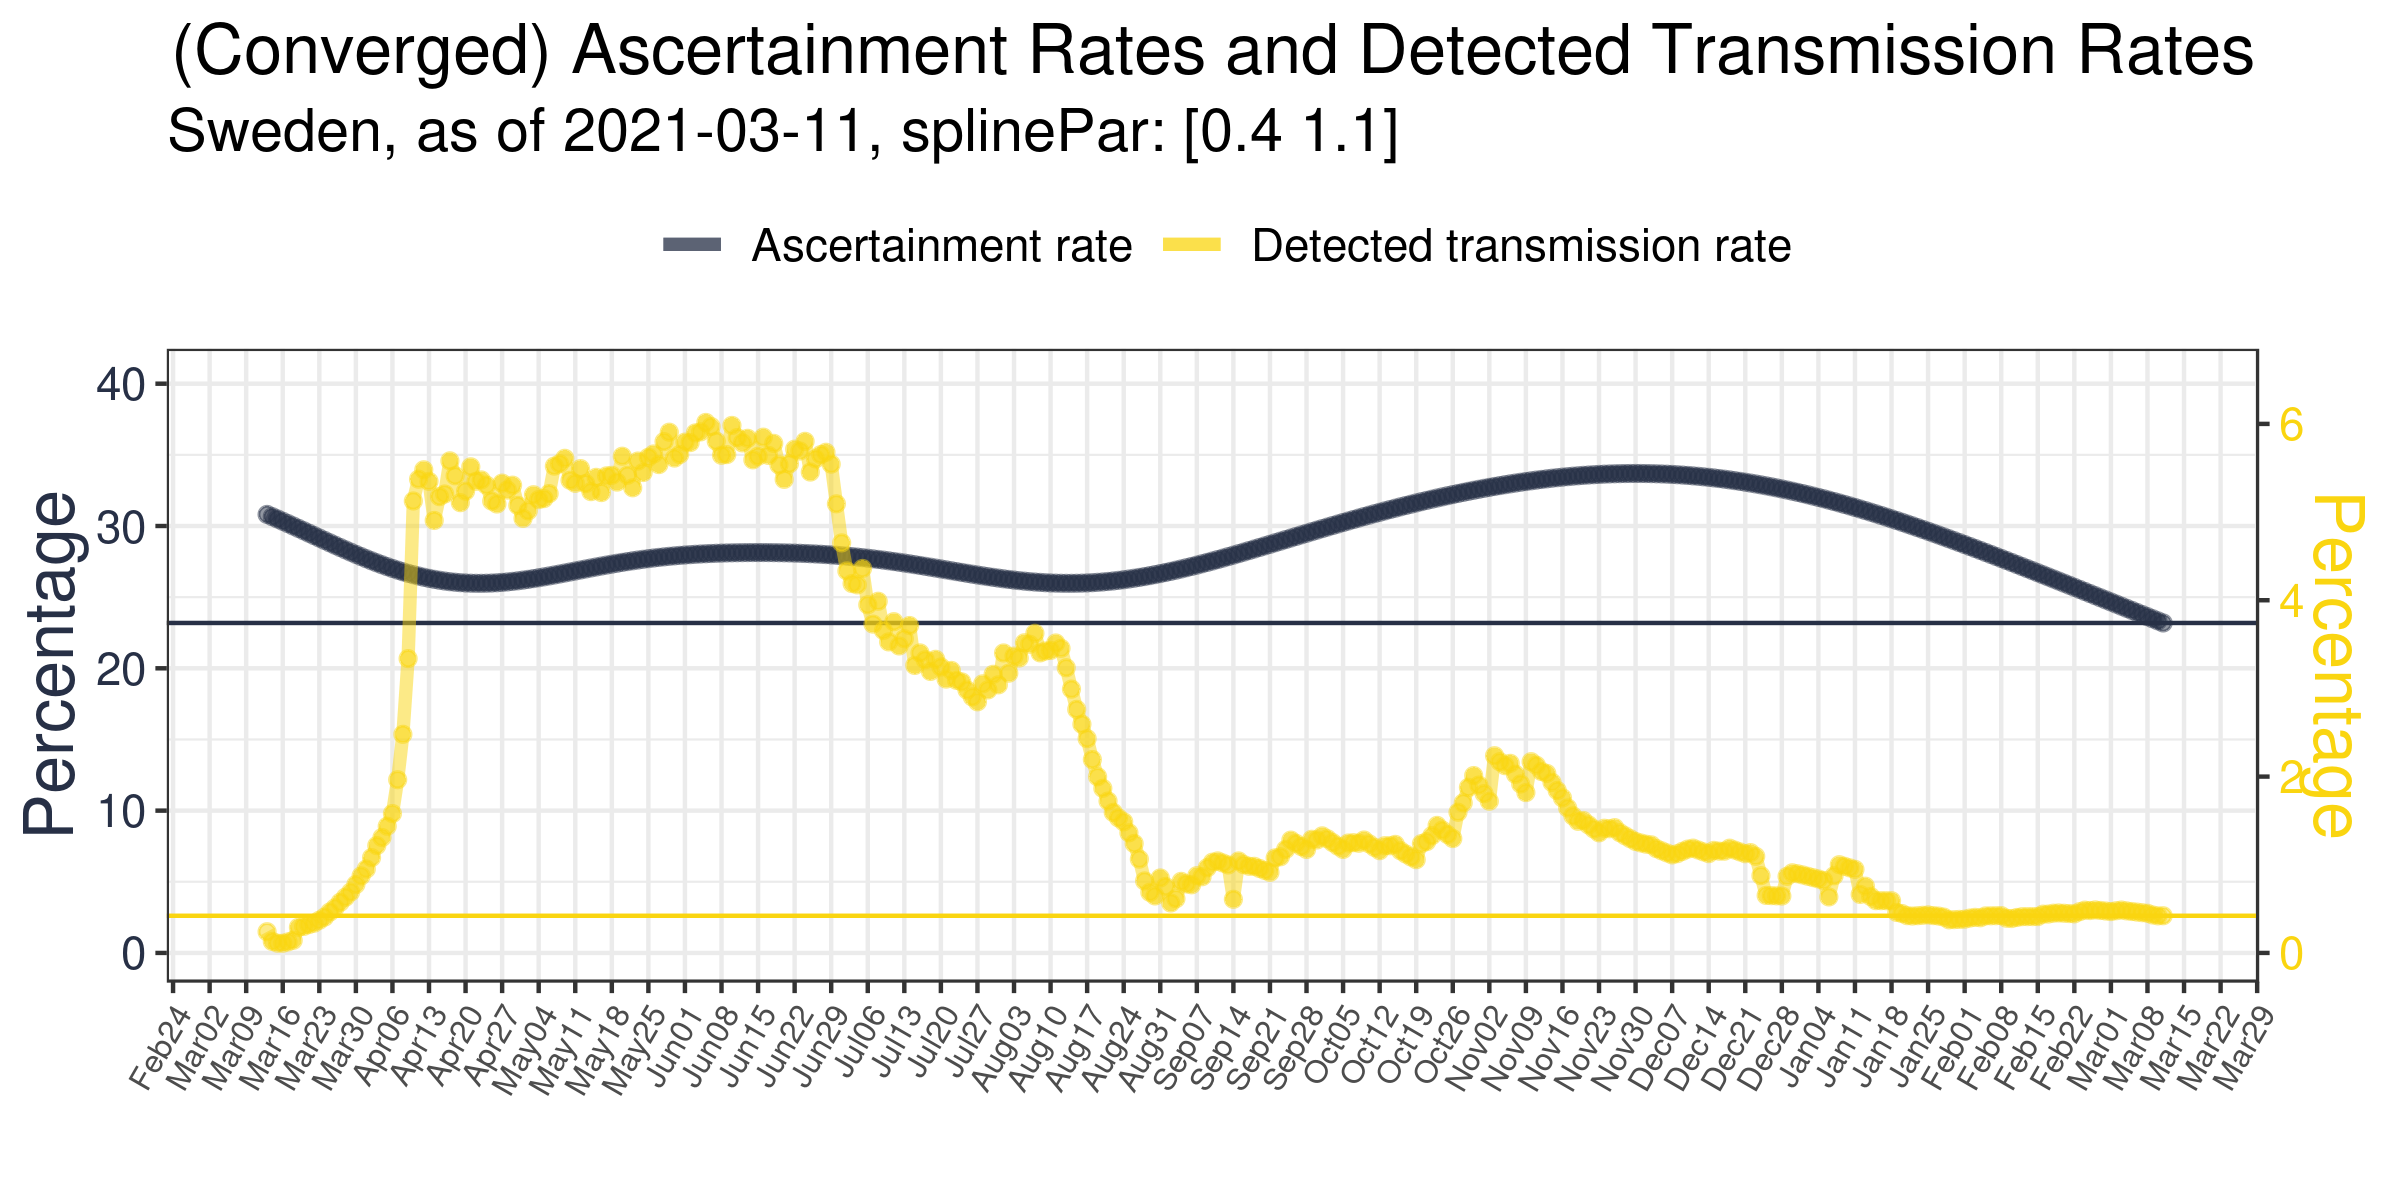 (Converged) Ascertainment Rates and Detected Transmission Rates
Sweden, as of 2021-03-11, splinePar: [0.4 1.1]
Ascertainment rate
Detected transmission rate
Percentage
40
30
20
10
0
6
4
2
0
Percentage
Feb24
Mar02
Mar09
Mar16
Mar23
Mar30
Apr06
Apr13
Apr20
Apr27
May04
May11
May18
May25
Jun01
Jun08
Jun15
Jun22
Jun29
Jul06
Jul13
Jul20
Jul27
Aug03
Aug10
Aug17
Aug24
Aug31
Sep07
Sep14
Sep21
Sep28
Oct05
Oct12
Oct19
Oct26
Nov02
Nov09
Nov16
Nov23
Nov30
Dec07
Dec14
Dec21
Dec28
Jan04
Jan11
Jan18
Jan25
Feb01
Feb08
Feb15
Feb22
Mar01
Mar08
Mar15
Mar22
Mar29